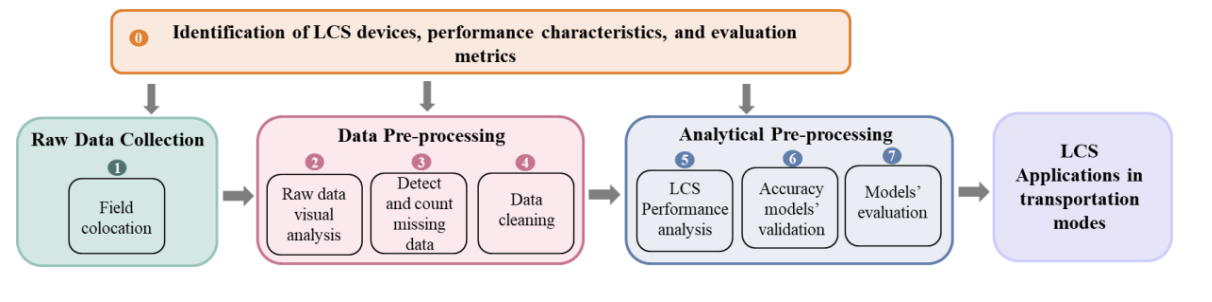 0
Identification of LCS devices, performance characteristics, and evaluation
metrics
Raw Data Collection
1
Field
colocation
Data Pre-processing
2
Raw data
visual
analysis
3
Detect
and count
missing
data
4
Data
cleaning
Analytical Pre-processing
5
LCS
Performance
analysis
6
Accuracy
models’
validation
7
Models’
evaluation
LCS
Applications in
transportation
modes